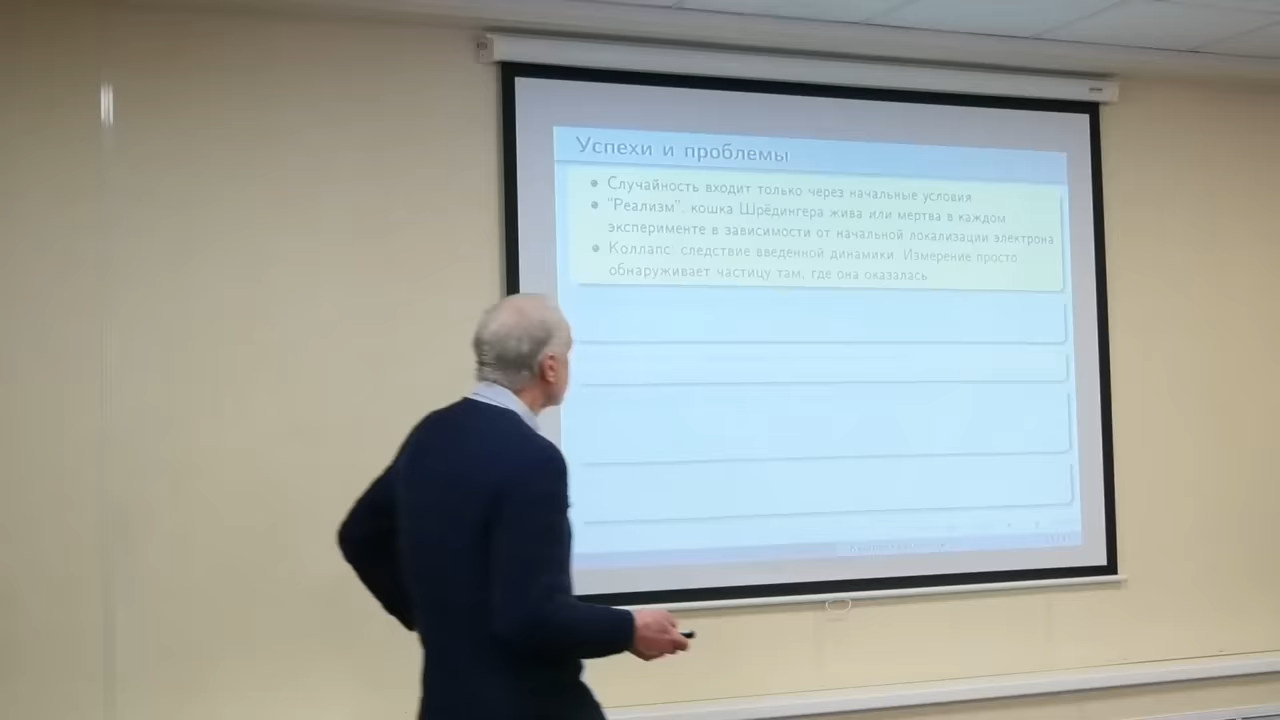 Успехи и проблемы
Случайность входит только через начальные условия
"Реализм". кошка Шрёдингера жива или мертва в каждом
эксперименте в зависимости от начальной локализации электрона
Коллапс: следствие введенной динамики. Измерение просто
обнаруживает частицу там, где она оказалась